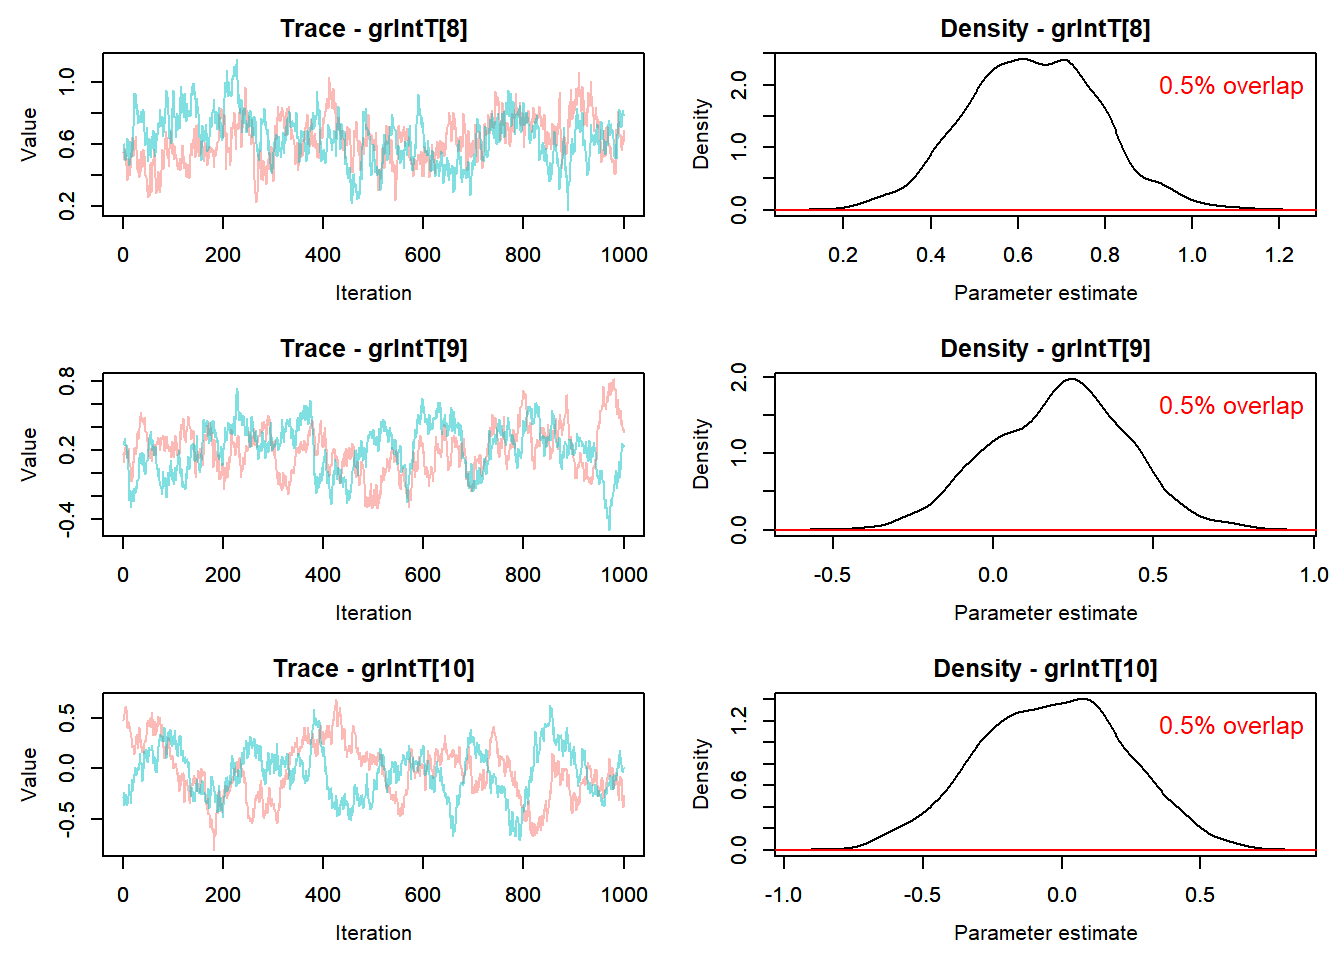 Trace - grIntT[8]
Value
0.2 0.6 1.0
0 200 400 600 800 1000
Iteration
Density - grIntT[8]
Density
0.0 1.0 2.0
0.5% overlap
0.2 0.4 0.6 0.8 1.0 1.2
Parameter estimate
Trace - grIntT[9]
Value
-0.4 0.2 0.8
0 200 400 600 800 1000
Iteration
Density - grIntT[9]
Density
0.0 1.0 2.0
0.5% overlap
-0.5 0.0 0.5 1.0
Parameter estimate
Trace - grIntT[10]
Value
-0.5 0.0 0.5
0 200 400 600 800 1000
Iteration
Density - grIntT[10]
Density
0.0 0.6 1.2
0.5% overlap
-1.0 -0.5 0.0 0.5
Parameter estimate